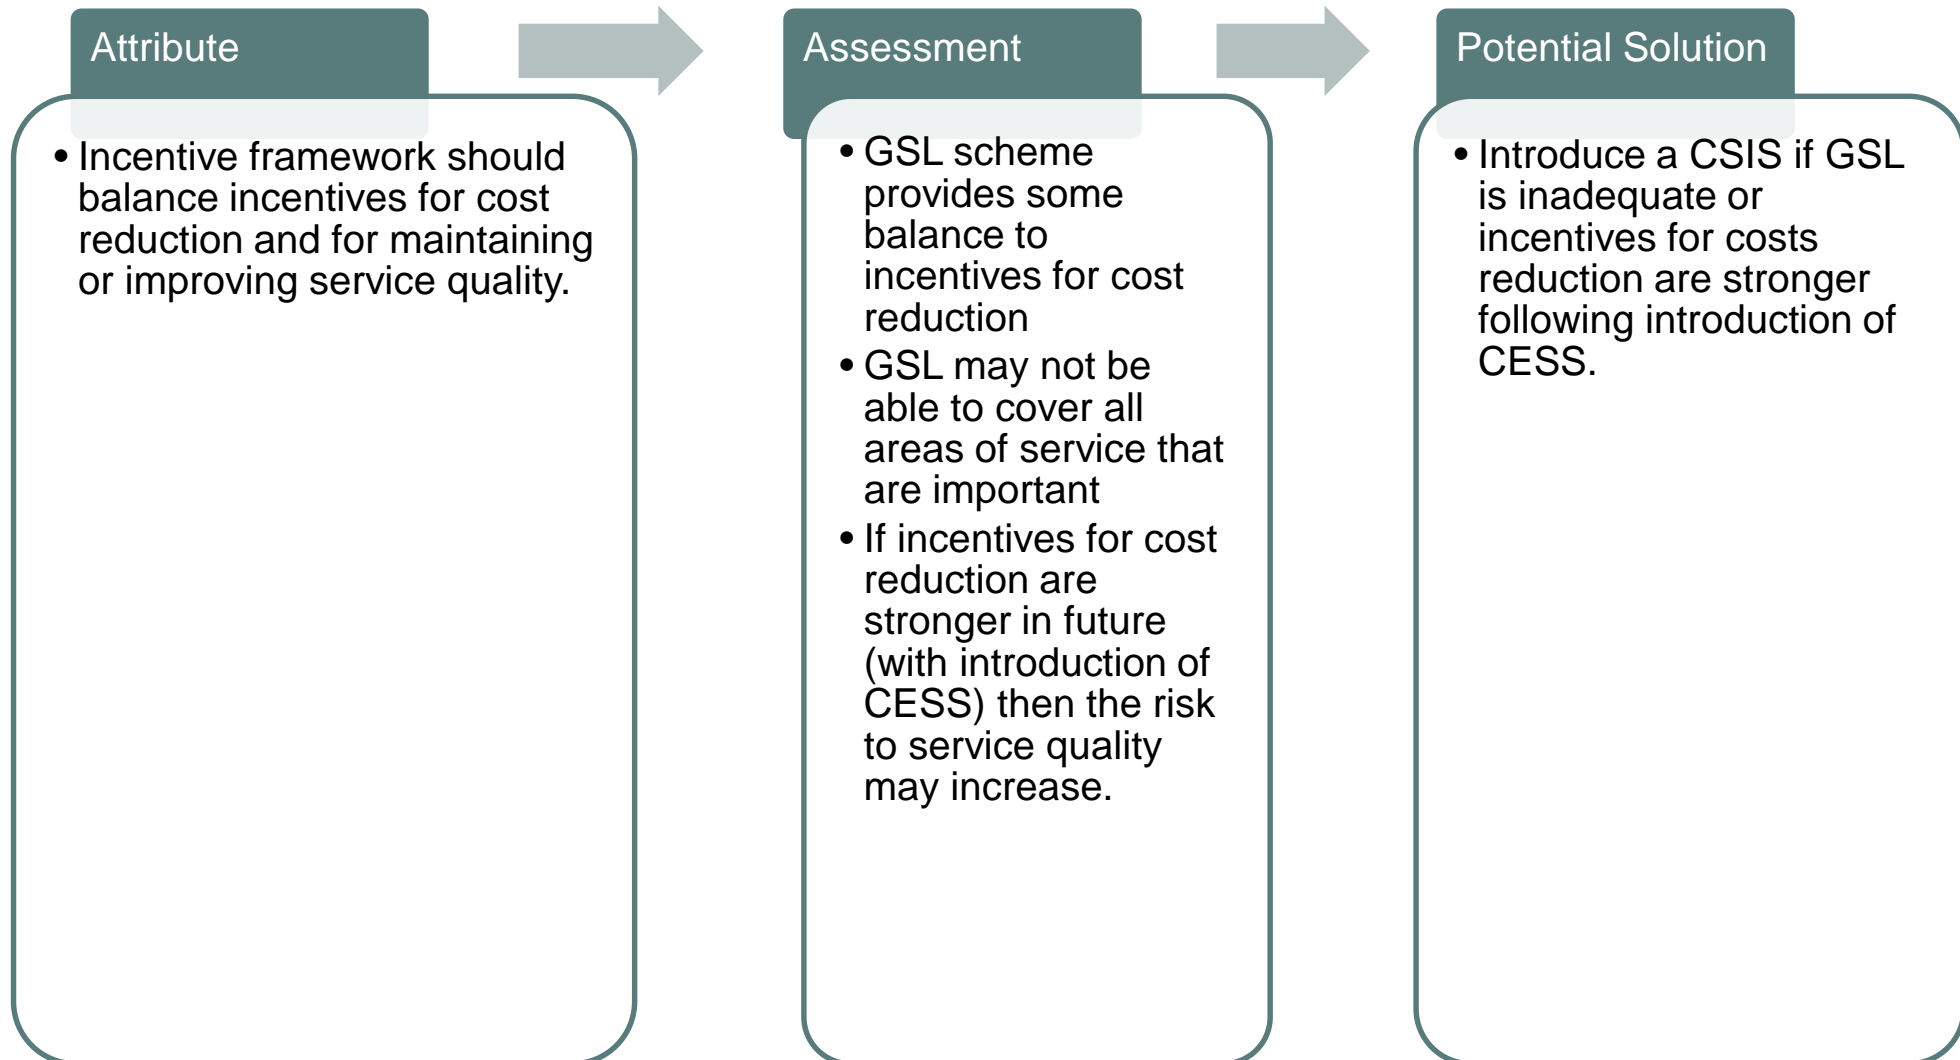 Attribute
• Incentive framework should
balance incentives for cost
reduction and for maintaining
or improving service quality.
Assessment
• GSL scheme
provides some
balance to
incentives for cost
reduction
• GSL may not be
able to cover all
areas of service that
are important
• If incentives for cost
reduction are
stronger in future
(with introduction of
CESS) then the risk
to service quality
may increase.
Potential Solution
• Introduce a CSIS if GSL
is inadequate or
incentives for costs
reduction are stronger
following introduction of
CESS.